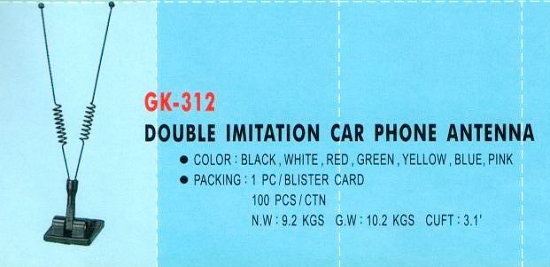 GK-312
DOUBLE IMITATION CAR PHONE ANTENNA
● COLOR : BLACK , WHITE , RED , GREEN , YELLOW , BLUE, PINK
● PACKING : 1 PC / BLISTER CARD
100 PCS / CTN
N.W : 9.2 KGS G.W : 10.2 KGS CUFT : 3.1'